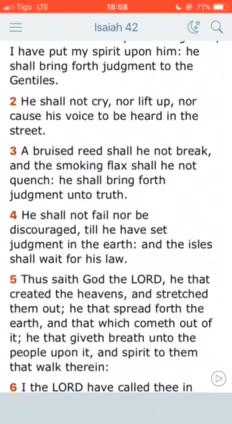 Tigo LTE 18:58 71%
Isaiah 42
I have put my spirit upon him: he
shall bring forth judgment to the
Gentiles.
2 He shall not cry, nor lift up, nor
cause his voice to be heard in the
street.
3 A bruised reed shall he not break,
and the smoking flax shall he not
quench: he shall bring forth
judgment unto truth.
4 He shall not fail nor be
discouraged, till he have set
judgment in the earth: and the isles
shall wait for his law.
5 Thus saith God the LORD, he that
created the heavens, and stretched
them out; he that spread forth the
earth, and that which cometh out of
it; he that giveth breath unto the
people upon it, and spirit to them
that walk therein:
6 I the LORD have called thee in